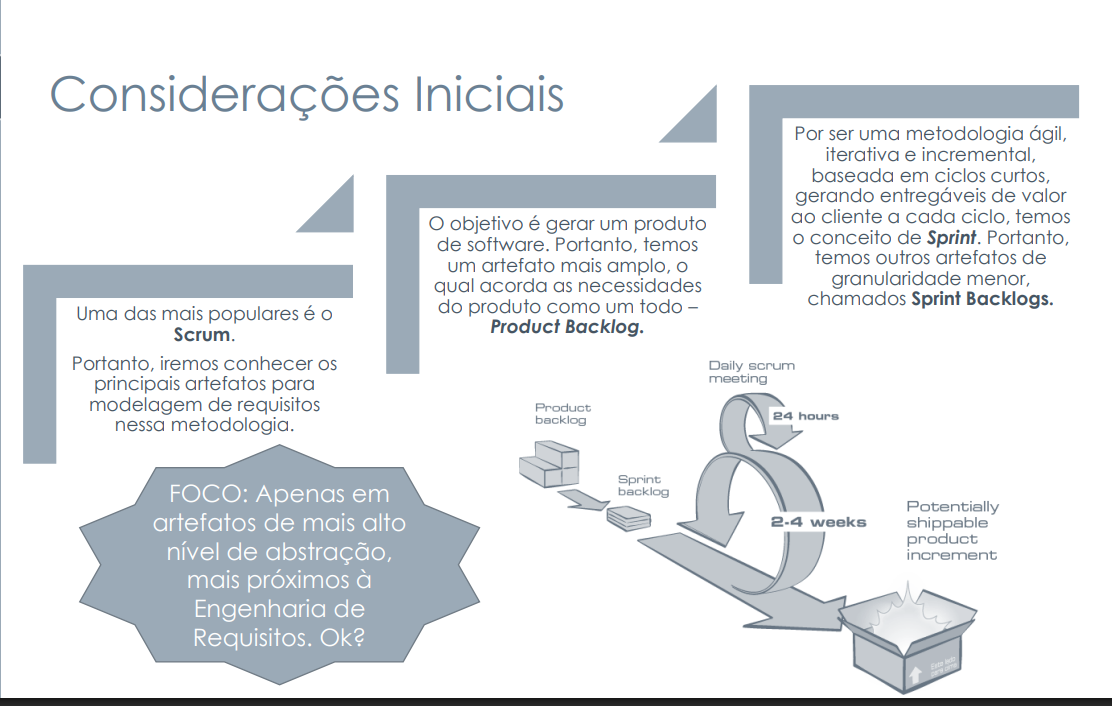 Considerações Iniciais
Uma das mais populares é o
Scrum.
Portanto, iremos conhecer os
principais artefatos para
modelagem de requisitos
nessa metodologia.
O objetivo é gerar um produto
de software. Portanto, temos
um artefato mais amplo, o
qual acorda as necessidades
do produto como um todo –
Product Backlog.
Por ser uma metodologia ágil,
iterativa e incremental,
baseada em ciclos curtos,
gerando entregáveis de valor
ao cliente a cada ciclo, temos
o conceito de Sprint. Portanto,
temos outros artefatos de
granularidade menor,
chamados Sprint Backlogs.
FOCO: Apenas em
artefatos de mais alto
nível de abstração,
mais próximos à
Engenharia de
Requisitos. Ok?
Product
backlog
Sprint
backlog
Daily scrum
meeting
24 hours
2-4 weeks
Potentially
shippable
product
increment
Este lado